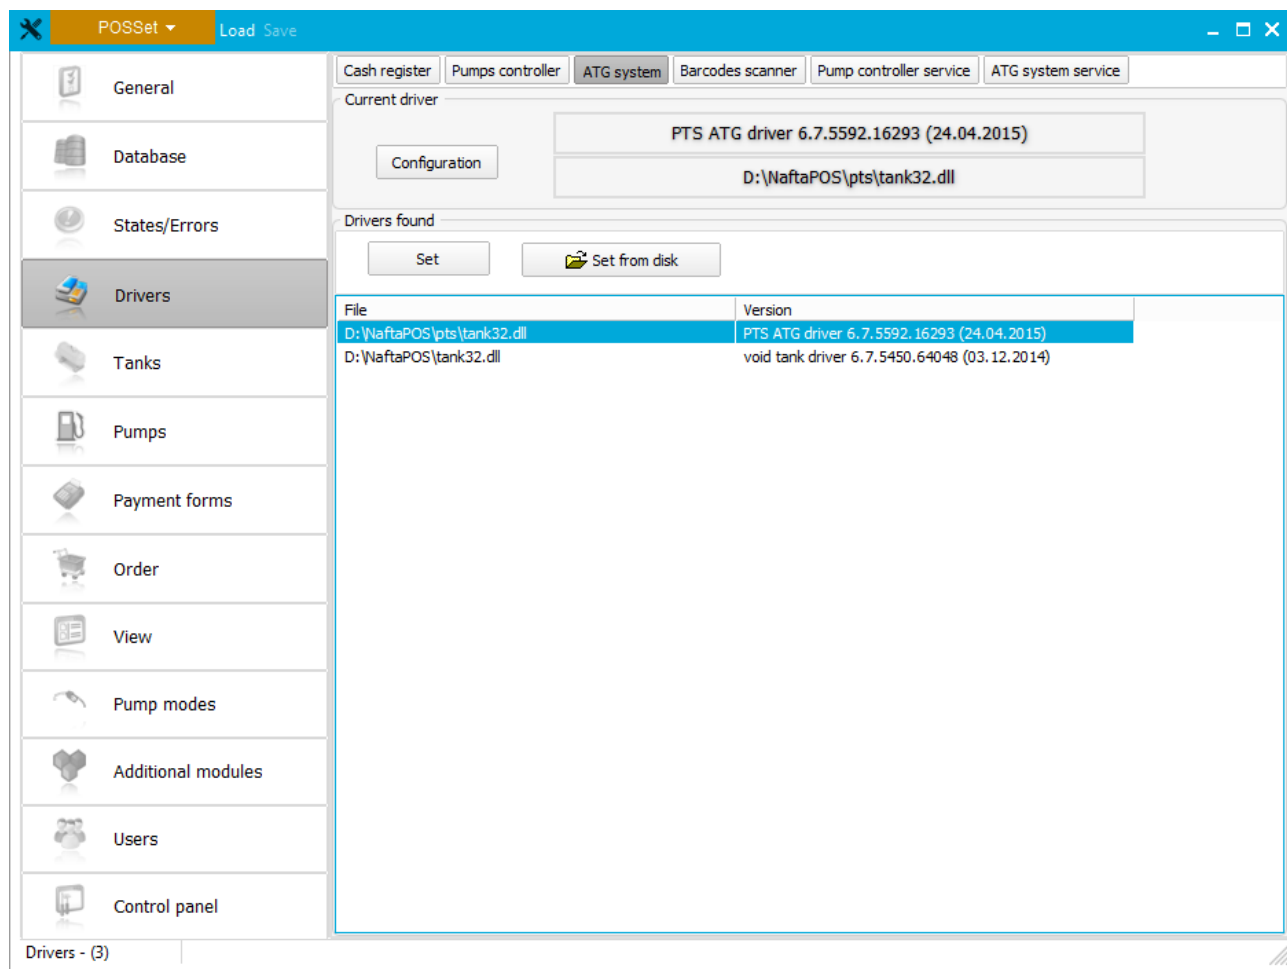 POSSet Load Save
General
Database
States/Errors
Drivers
Tanks
Pumps
Payment forms
Order
View
Pump modes
Additional modules
Users
Control panel
Cash register Pumps controller ATG system Barcodes scanner Pump controller service ATG system service
Current driver
Configuration
PTS ATG driver 6.7.5592.16293 (24.04.2015)
D:\NaftaPOS\pts\tank32.dll
Drivers found
Set Set from disk
File Version
D:\NaftaPOS\pts\tank32.dll PTS ATG driver 6.7.5592.16293 (24.04.2015)
D:\NaftaPOS\tank32.dll void tank driver 6.7.5450.64048 (03.12.2014)
Drivers - (3)